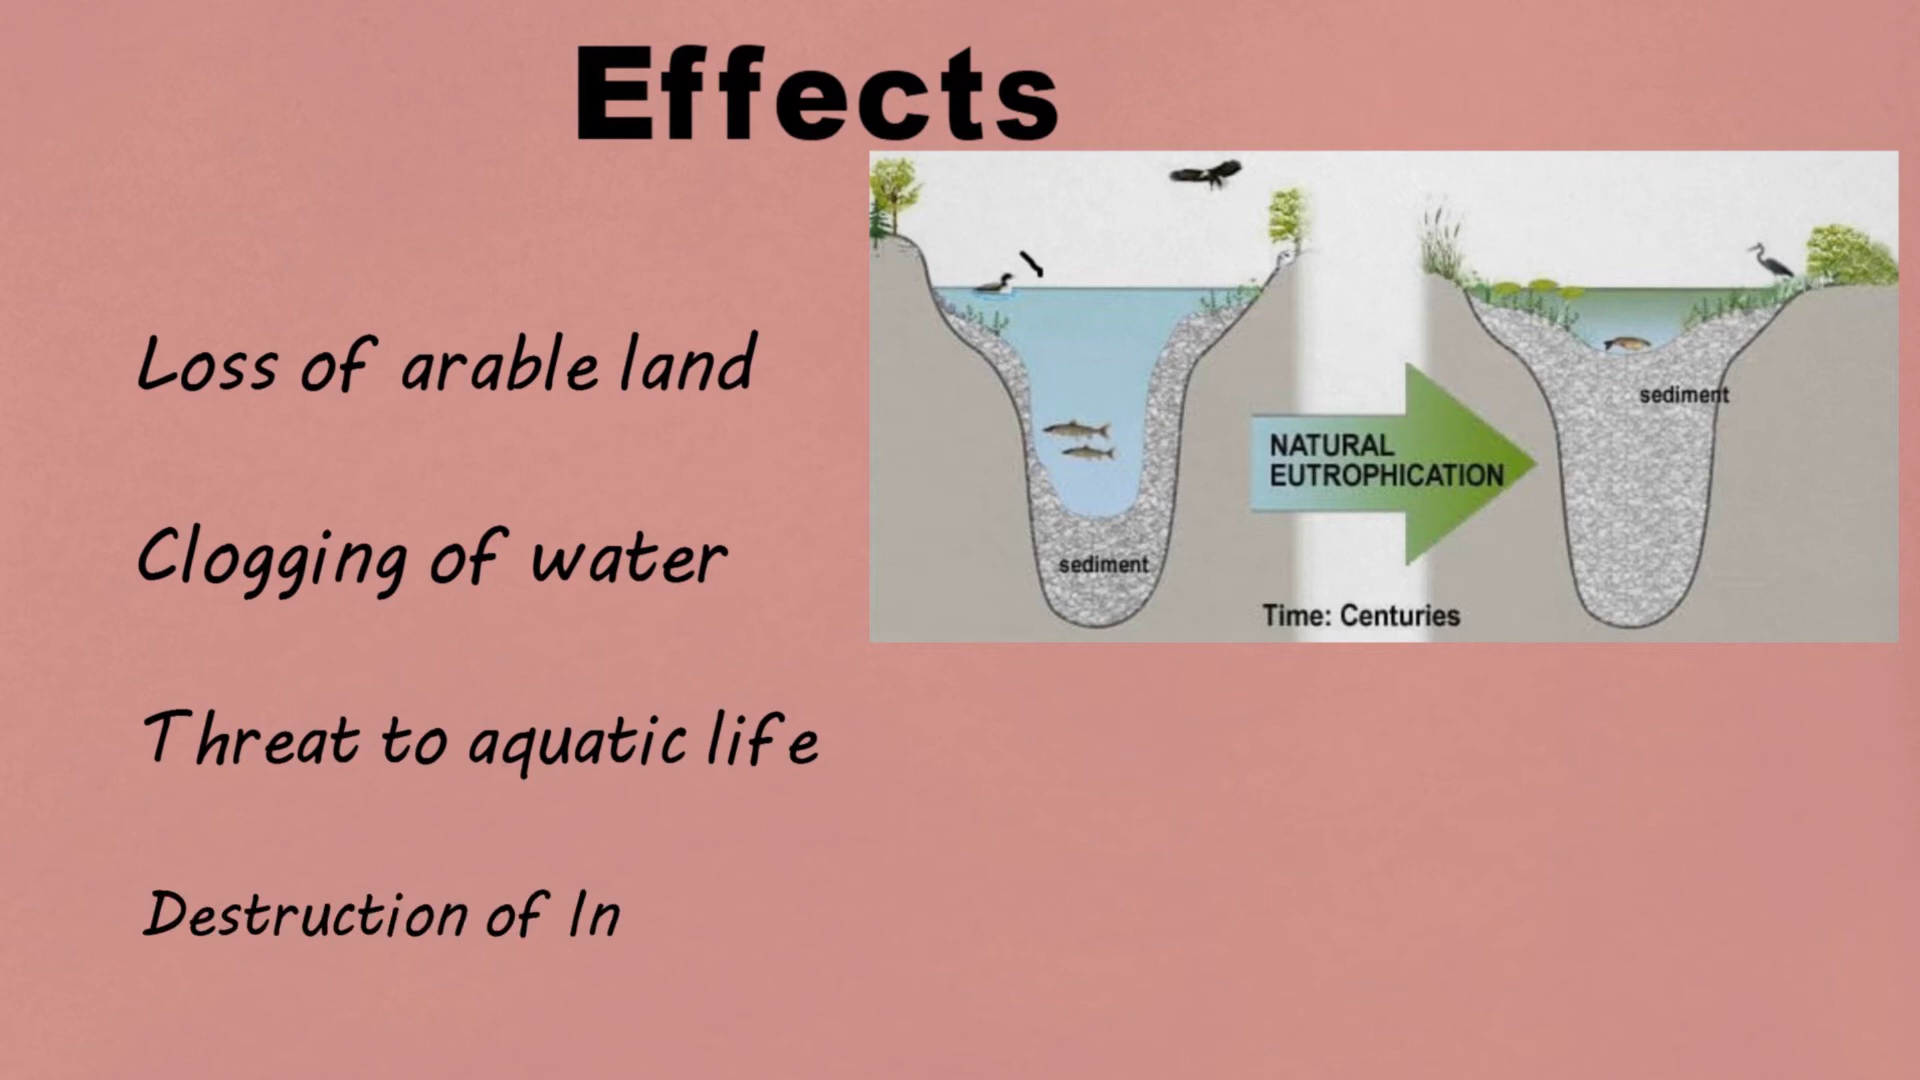 Effects
Loss of arable land
Clogging of water
Threat to aquatic life
Destruction of In
sediment
NATURAL
EUTROPHICATION
Time: Centuries
sediment